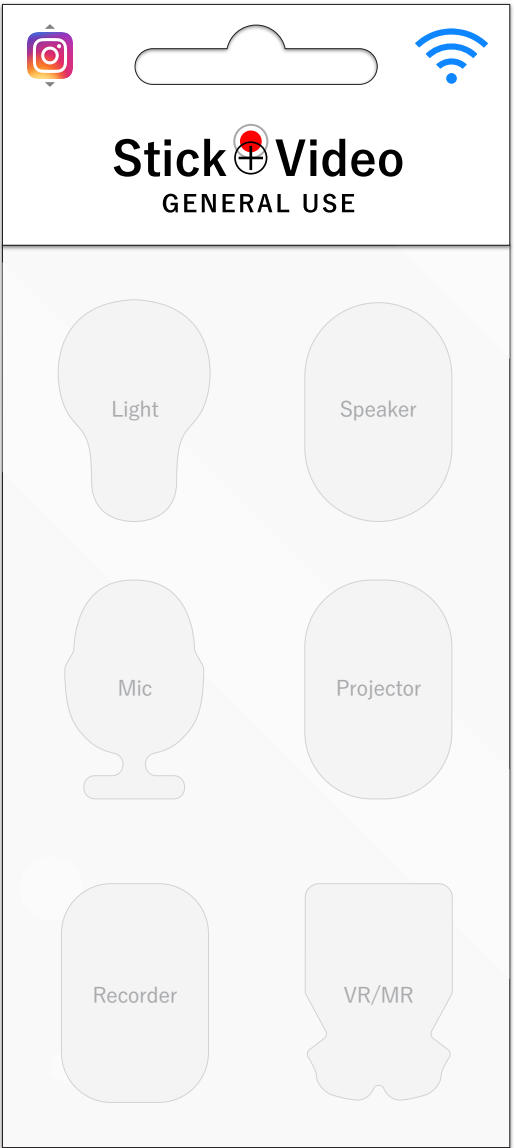 Stick Video
GENERAL USE
Light
Speaker
Mic
Projector
Recorder
VR/MR